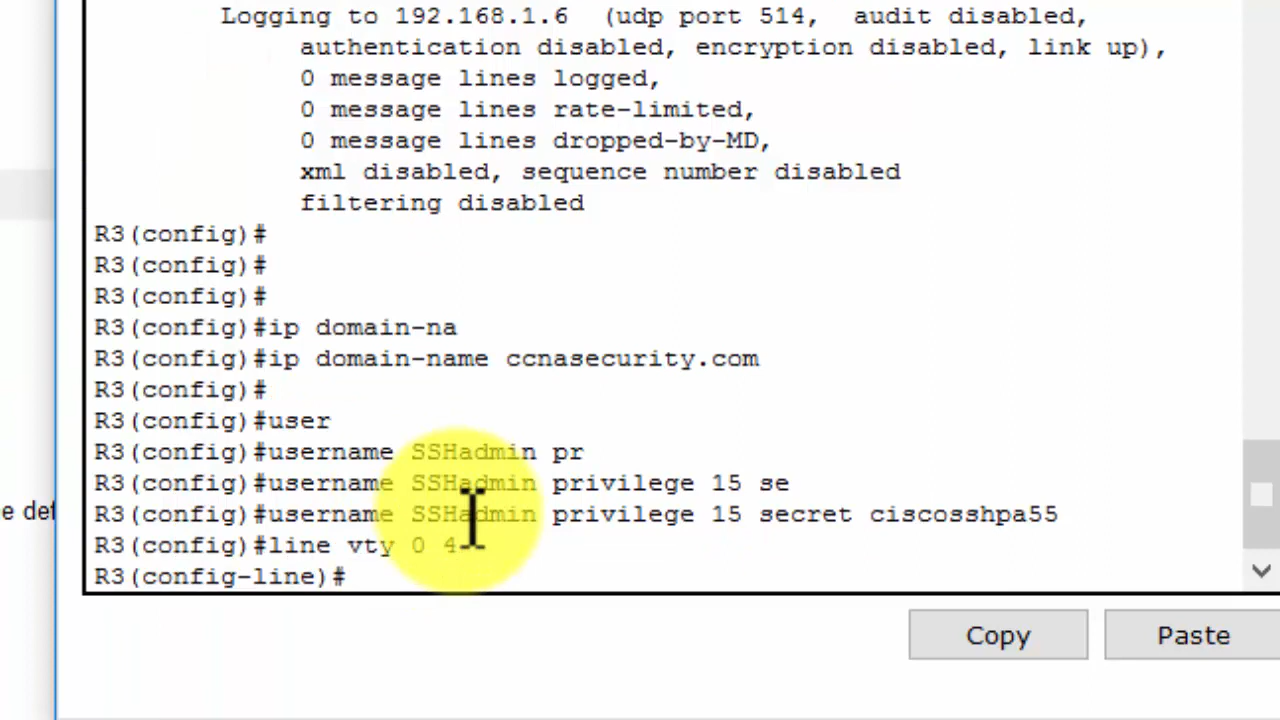 Logging to 192.168.1.6 (udp port 514, audit disabled,
authentication disabled, encryption disabled, link up),
0 message lines logged,
0 message lines rate-limited,
0 message lines dropped-by-MD,
xml disabled, sequence number disabled
filtering disabled
R3(config)#
R3(config)#
R3(config)#
R3(config)#ip domain-na
R3(config)#ip domain-name ccnasecurity.com
R3(config)#
R3(config)#user
R3(config)#username SSHadmin pr
R3(config)#username SSHadmin privilege 15 se
e def
R3(config)#username SSHadmin privilege 15 secret ciscosshpa55
R3(config)#line vty 0 4
R3(config-line)#
Copy
Paste